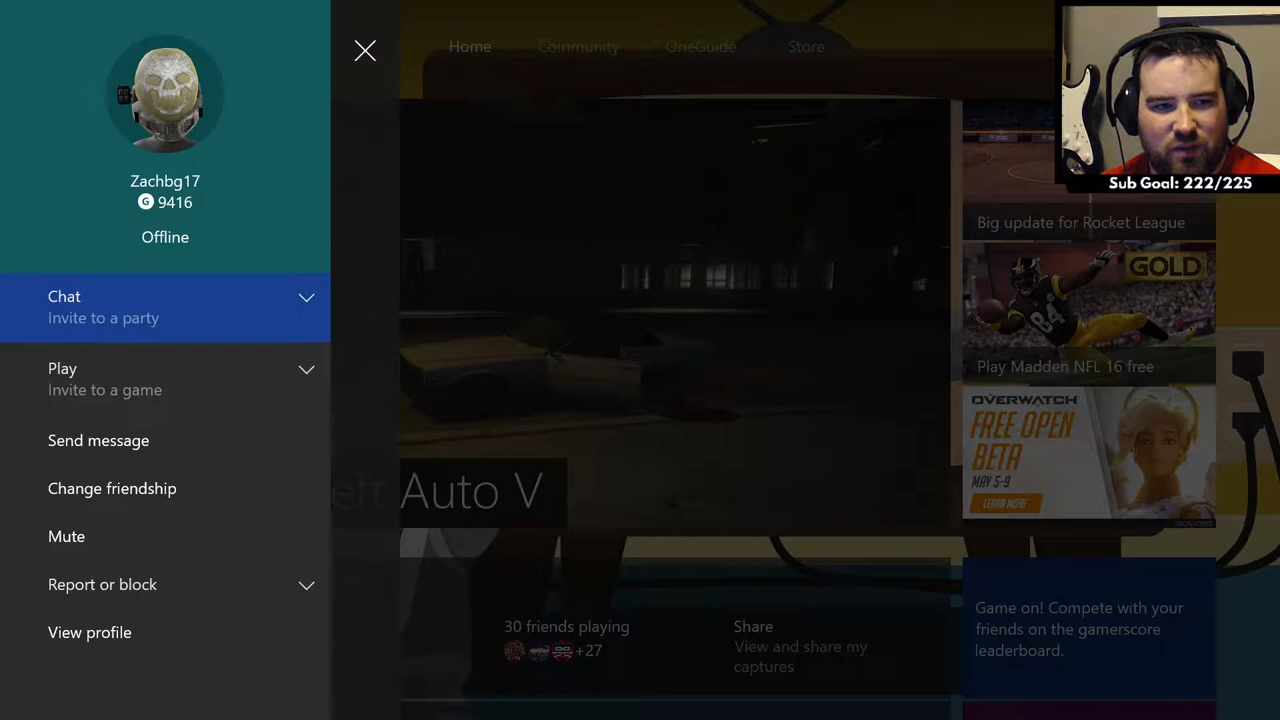 Zachbg17
G 9416
Offline
Chat
Invite to a party
Play
Invite to a game
Send message
Change friendship
Mute
Report or block
View profile
Home
Community
OneGuide
Store
Auto V
30 friends playing
+27
Share
View and share my
captures
Sub Goal: 222/225
Big update for Rocket League
GOLD
84
Play Madden NFL 16 free
OVERWATCH
FREE OPEN
BETA
MAY 5-9
LEARN MORE
SPONSORED
Game on! Compete with your
friends on the gamerscore
leaderboard.